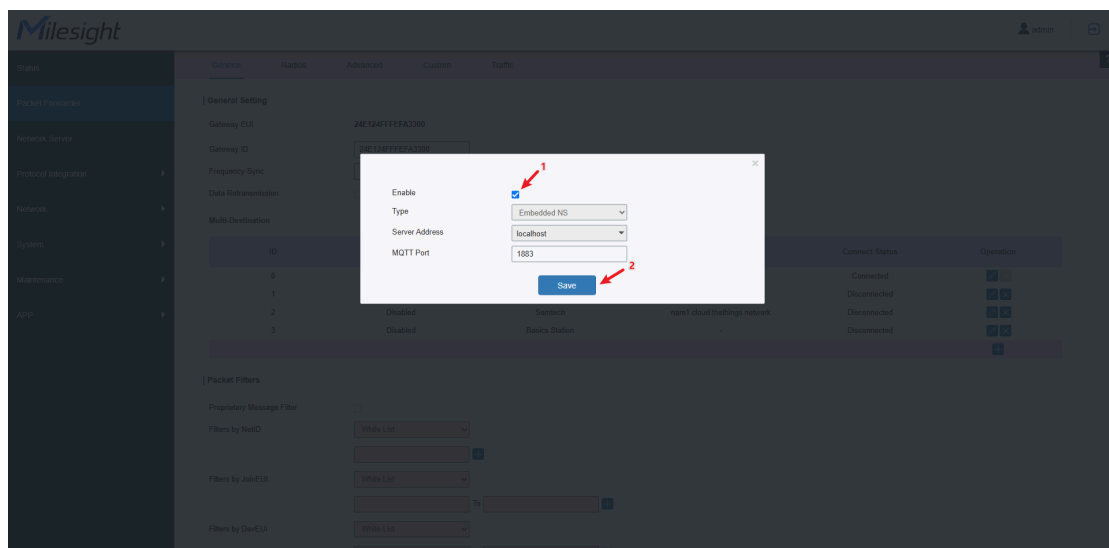 Milesight
admin
Status
General Radios Advanced Custom Traffic
Packet Forwarder
General Setting
Gateway EUI 24E124FFFEFA3300
Network Server
Gateway ID 24E124FFFEFA3300
Protocol Integration
Frequency-Sync
1
Data Retransmission
Enable
Network
Type Embedded NS
Multi-Destination
Server Address localhost
System
ID Connect Status Operation
MQTT Port 1883
2
0 Connected
Maintenance
Save
1 Disconnected
APP
2 Disabled Semtech nam1.cloud.thethings.network Disconnected
3 Disabled Basics Station - Disconnected
Packet Filters
Proprietary Message Filter
Filters by NetID White List
Filters by JoinEUI White List
To
Filters by DevEUI White List